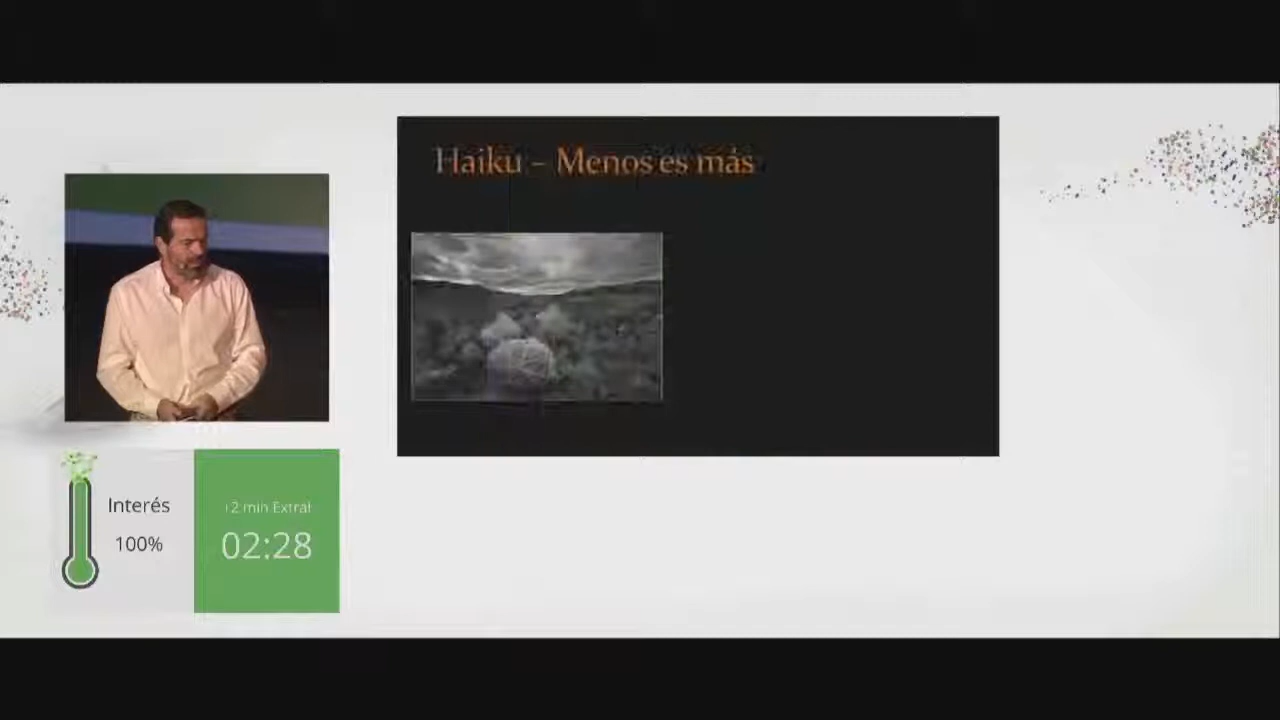 Haiku – Menos es más
Interés
100%
¡2 min Extra!
02:28